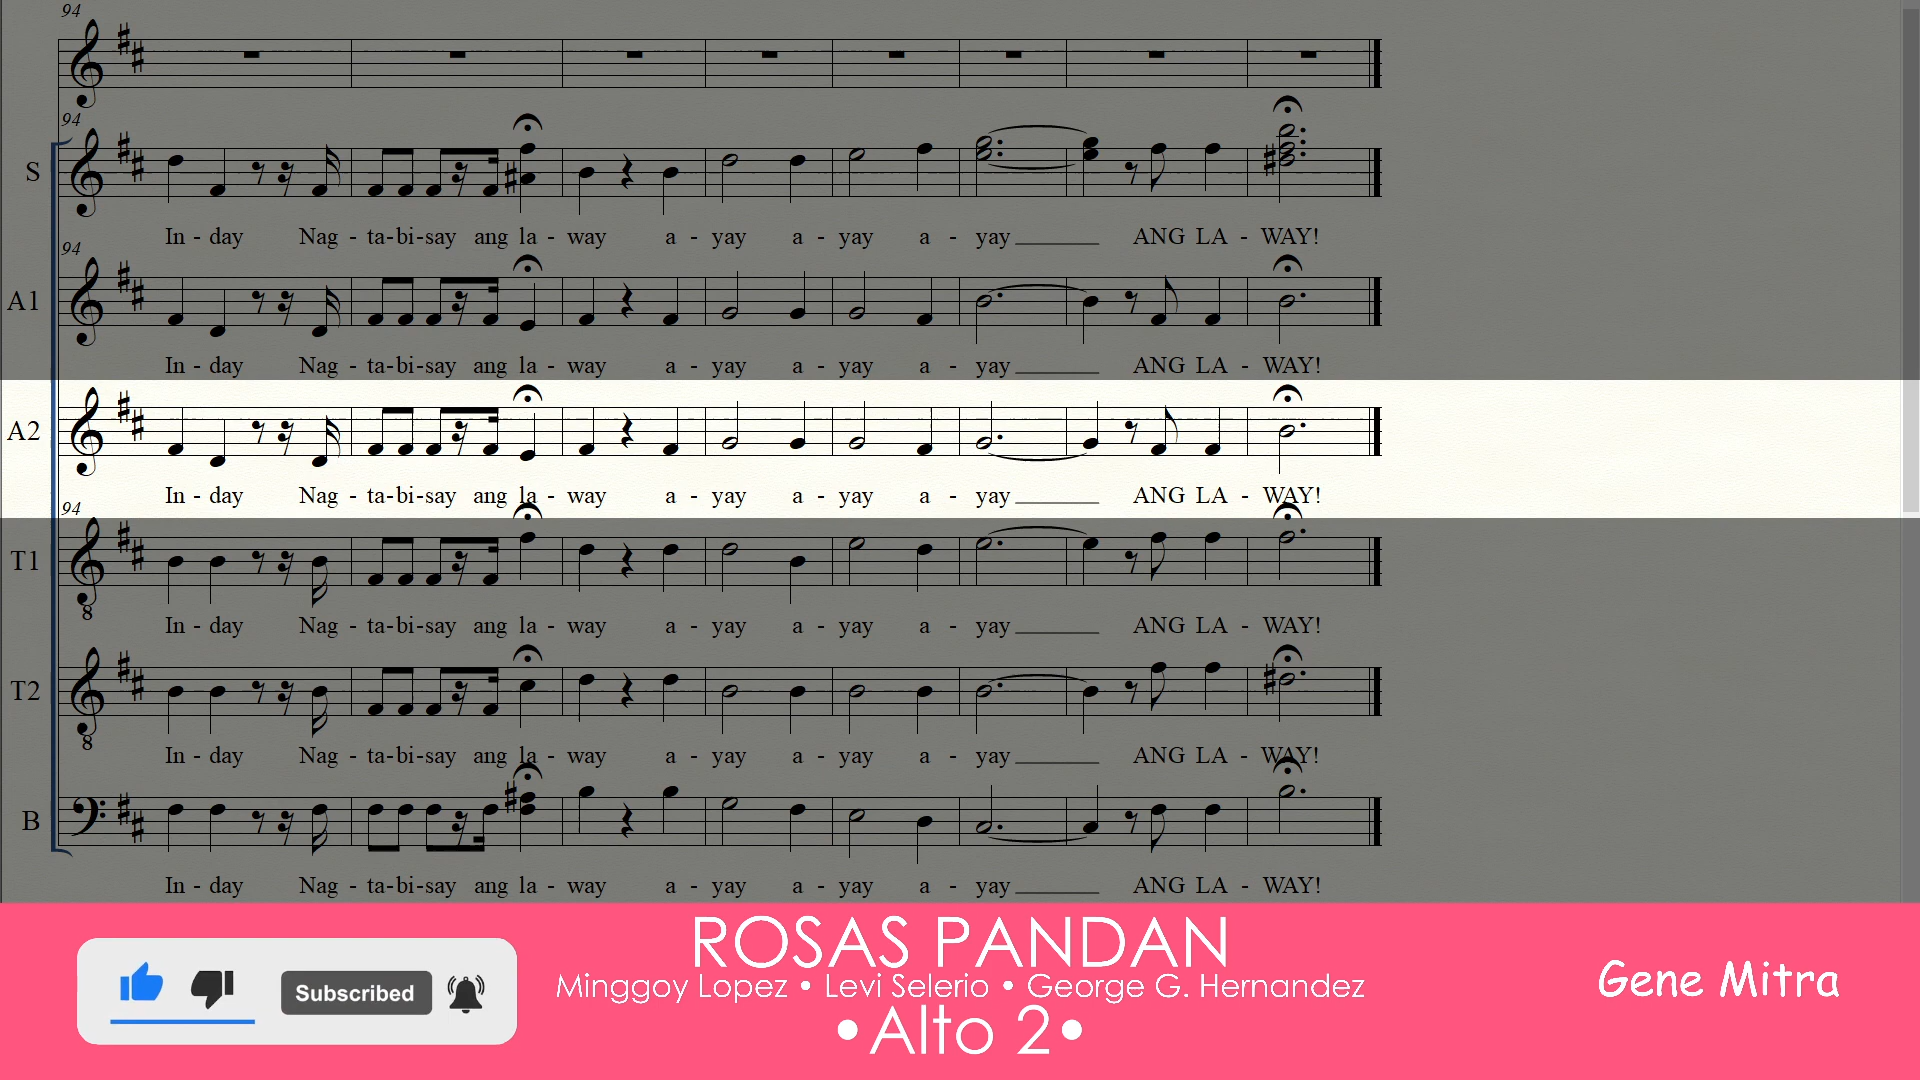 94
94
S
In - day Nag - ta-bi-say ang la - way a - yay a - yay a - yay ANG LA - WAY!
94
A1
In - day Nag - ta-bi-say ang la - way a - yay a - yay a - yay ANG LA - WAY!
A2
In - day Nag - ta-bi-say ang la - way a - yay a - yay a - yay ANG LA - WAY!
94
T1
8
In - day Nag - ta-bi-say ang la - way a - yay a - yay a - yay ANG LA - WAY!
T2
8
In - day Nag - ta-bi-say ang la - way a - yay a - yay a - yay ANG LA - WAY!
B
In - day Nag - ta-bi-say ang la - way a - yay a - yay a - yay ANG LA - WAY!
ROSAS PANDAN
Minggoy Lopez • Levi Selerio • George G. Hernandez
•Alto 2•
Subscribed
Gene Mitra